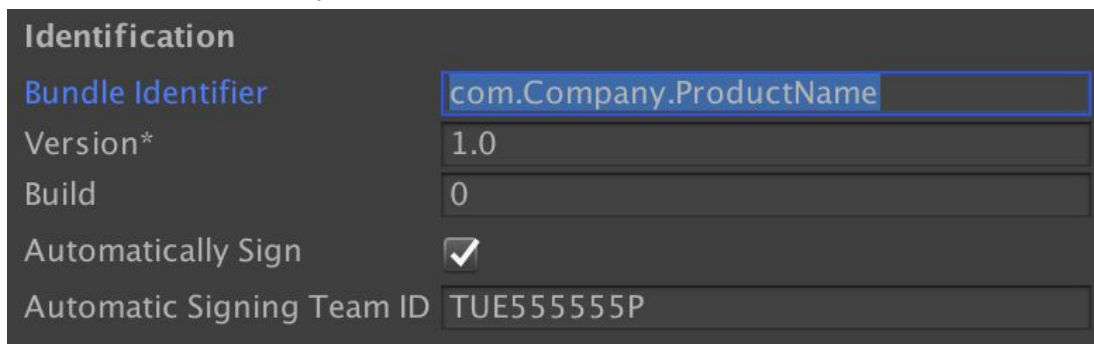 Identification
Bundle Identifier com.Company.ProductName
Version* 1.0
Build 0
Automatically Sign
Automatic Signing Team ID TUE555555P